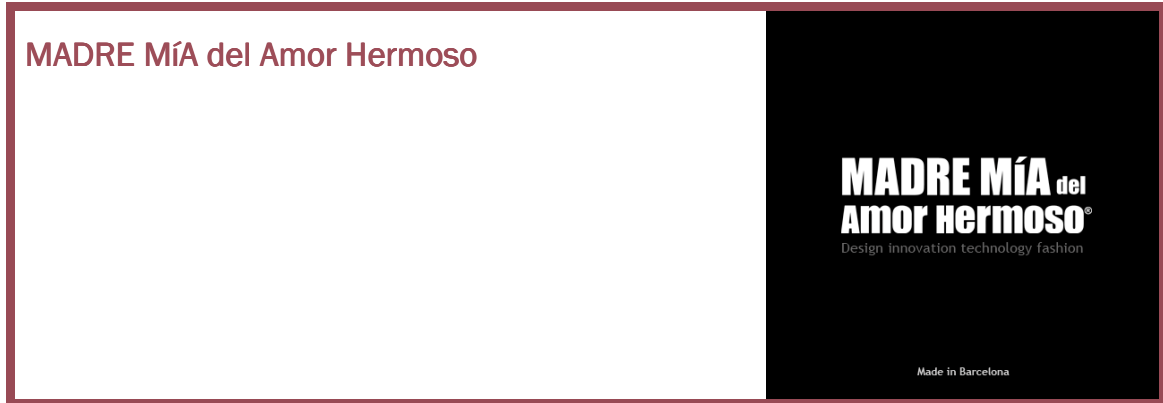 MADRE MíA del Amor Hermoso
MADRE MíA del
Amor Hermoso®
Design innovation technology fashion
Made in Barcelona